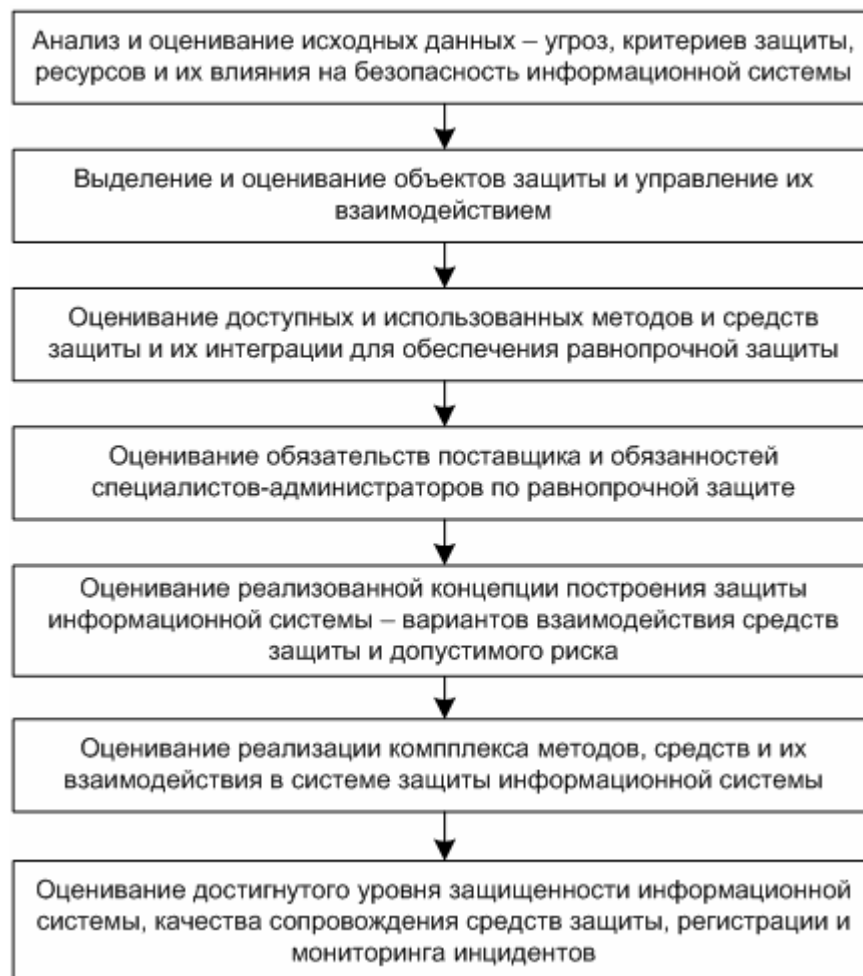 Анализ и оценивание исходных данных – угроз, критериев защиты,
ресурсов и их влияния на безопасность информационной системы
Выделение и оценивание объектов защиты и управление их
взаимодействием
Оценивание доступных и использованных методов и средств
защиты и их интеграции для обеспечения равнопрочной защиты
Оценивание обязательств поставщика и обязанностей
специалистов-администраторов по равнопрочной защите
Оценивание реализованной концепции построения защиты
информационной системы – вариантов взаимодействия средств
защиты и допустимого риска
Оценивание реализации компплекса методов, средств и их
взаимодействия в системе защиты информационной системы
Оценивание достигнутого уровня защищенности информационной
системы, качества сопровождения средств защиты, регистрации и
мониторинга инцидентов